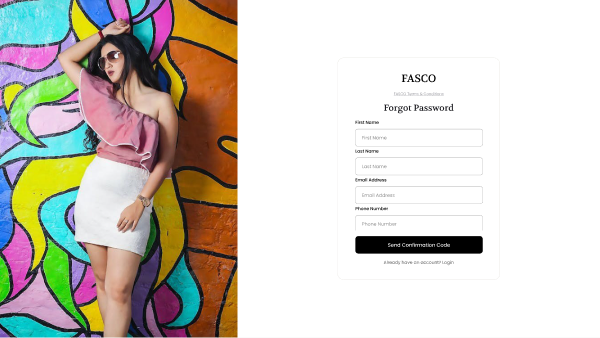 FASCO
FASCO Terms & Conditions
Forgot Password
First Name
First Name
Last Name
Last Name
Email Address
Email Address
Phone Number
Phone Number
Send Confirmation Code
Already have an account? Login